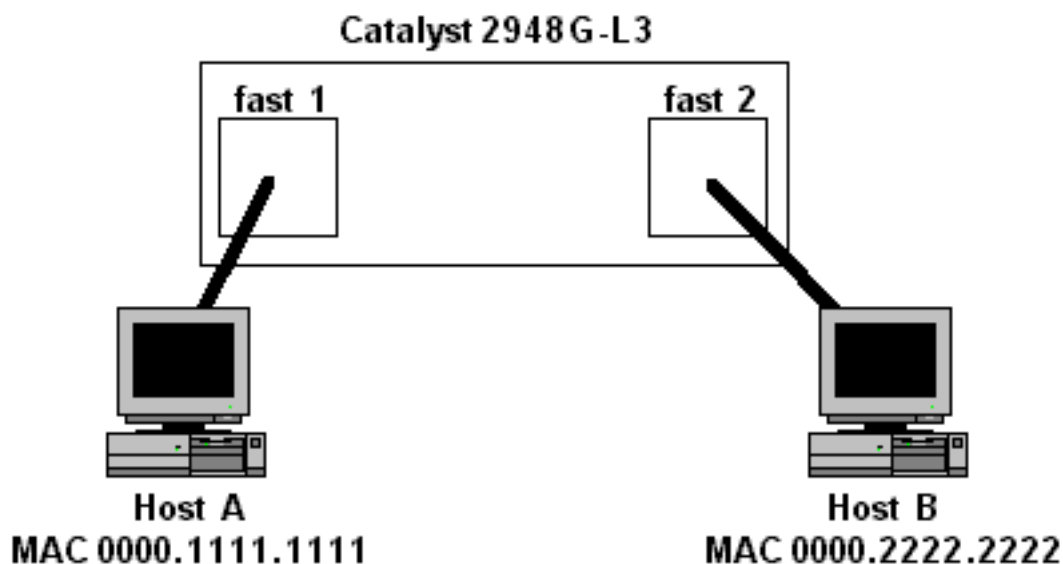 Catalyst 2948G-L3
fast 1
fast 2
Host A
MAC 0000.1111.1111
Host B
MAC 0000.2222.2222